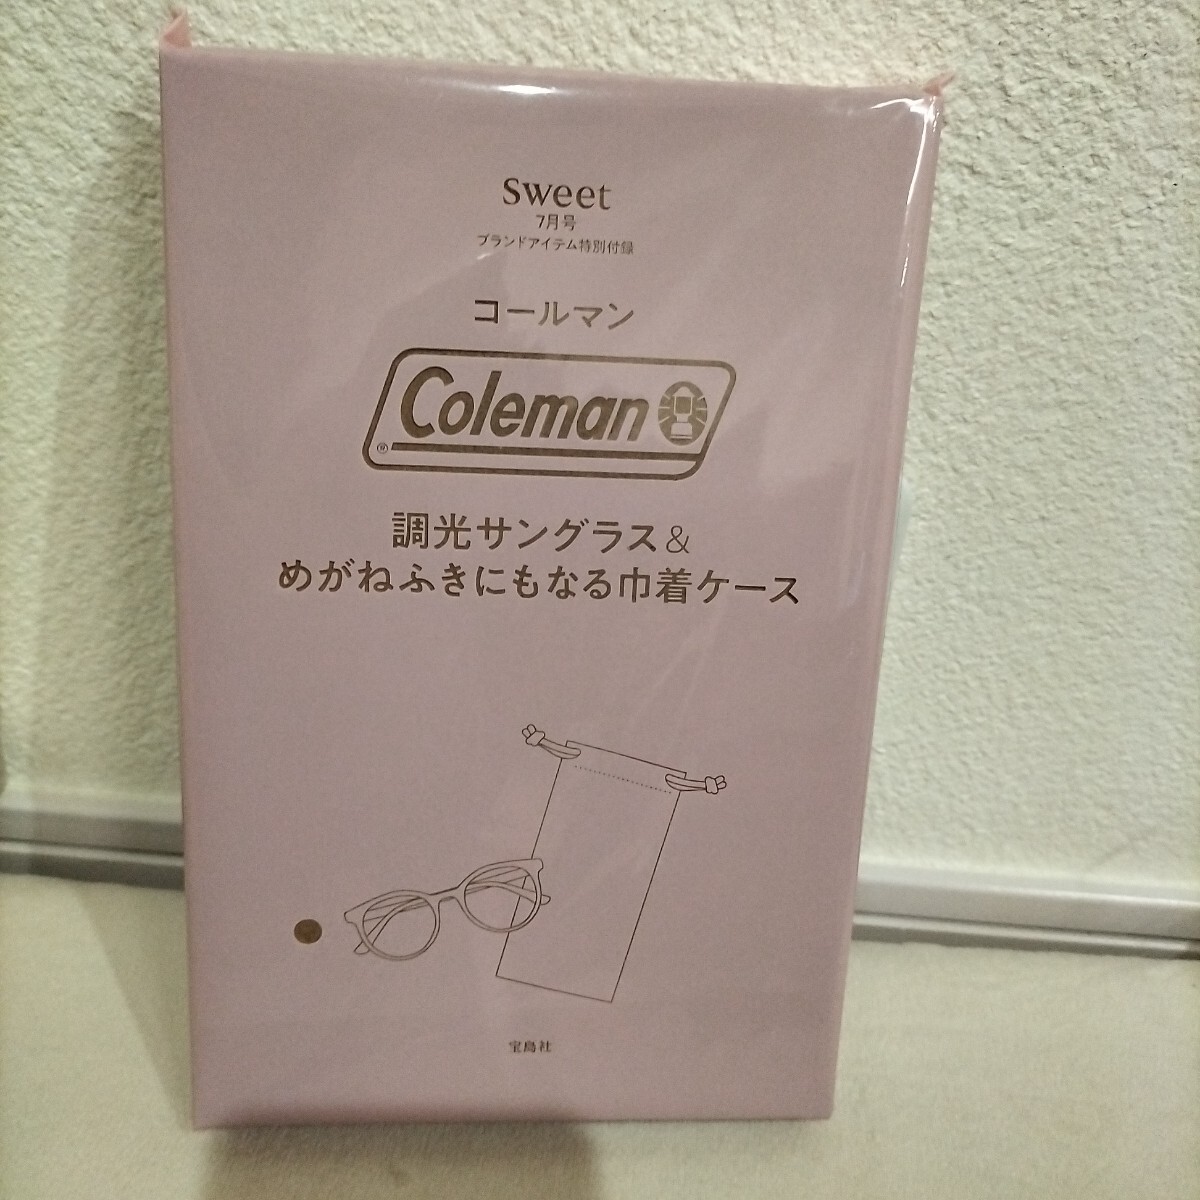 sweet
7月号
ブランドアイテム特別付録
コールマン
Coleman
®
調光サングラス&
めがねふきにもなる巾着ケース
宝島社